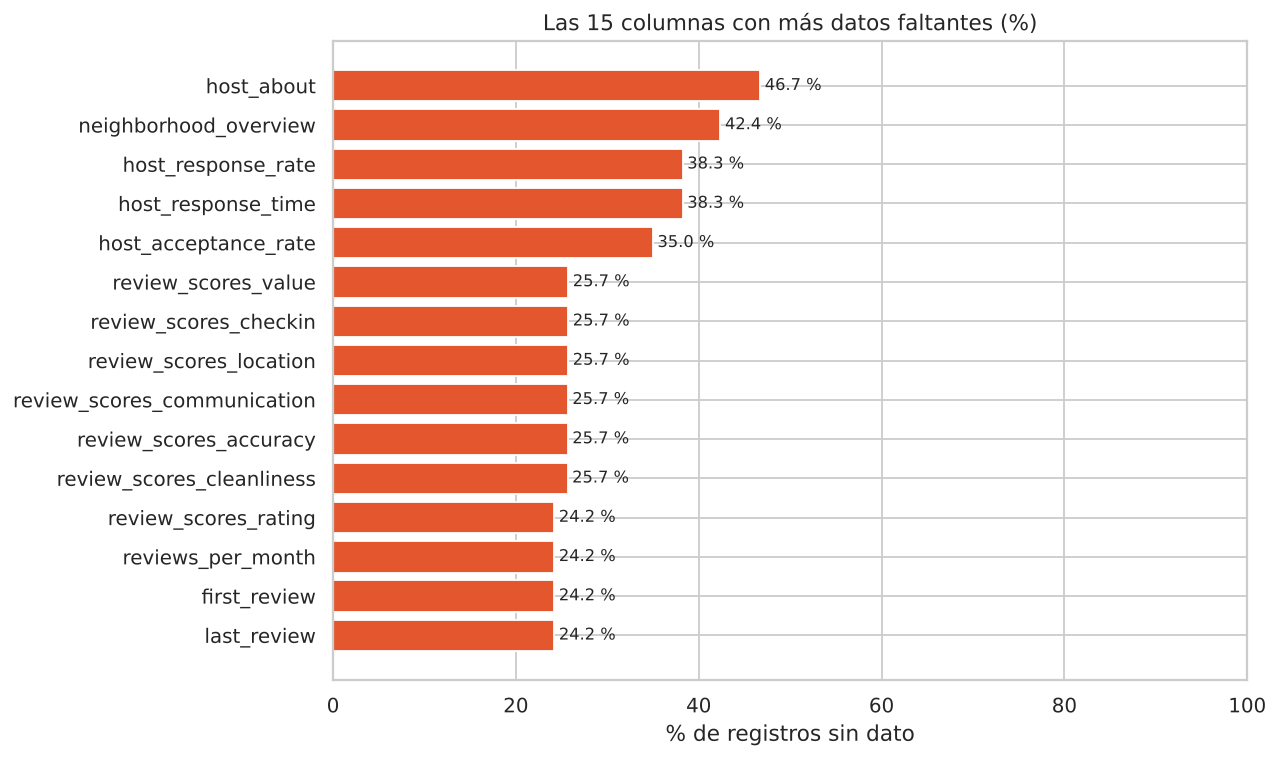 Las 15 columnas con más datos faltantes (%)
host_about 46.7 %
neighborhood_overview 42.4 %
host_response_rate 38.3 %
host_response_time 38.3 %
host_acceptance_rate 35.0 %
review_scores_value 25.7 %
review_scores_checkin 25.7 %
review_scores_location 25.7 %
review_scores_communication 25.7 %
review_scores_accuracy 25.7 %
review_scores_cleanliness 25.7 %
review_scores_rating 24.2 %
reviews_per_month 24.2 %
first_review 24.2 %
last_review 24.2 %
0 20 40 60 80 100
% de registros sin dato